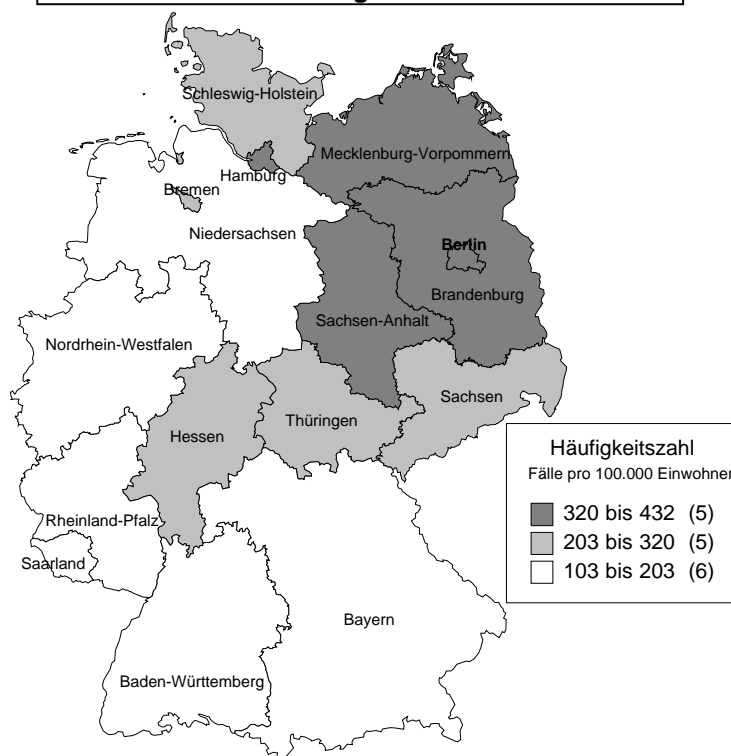 Schleswig-Holstein
Mecklenburg-Vorpommern
Hamburg
Bremen
Niedersachsen
Berlin
Brandenburg
Sachsen-Anhalt
Nordrhein-Westfalen
Sachsen
Thüringen
Hessen
Häufigkeitszahl
Fälle pro 100.000 Einwohner
320 bis 432 (5)
203 bis 320 (5)
103 bis 203 (6)
Rheinland-Pfalz
Saarland
Bayern
Baden-Württemberg